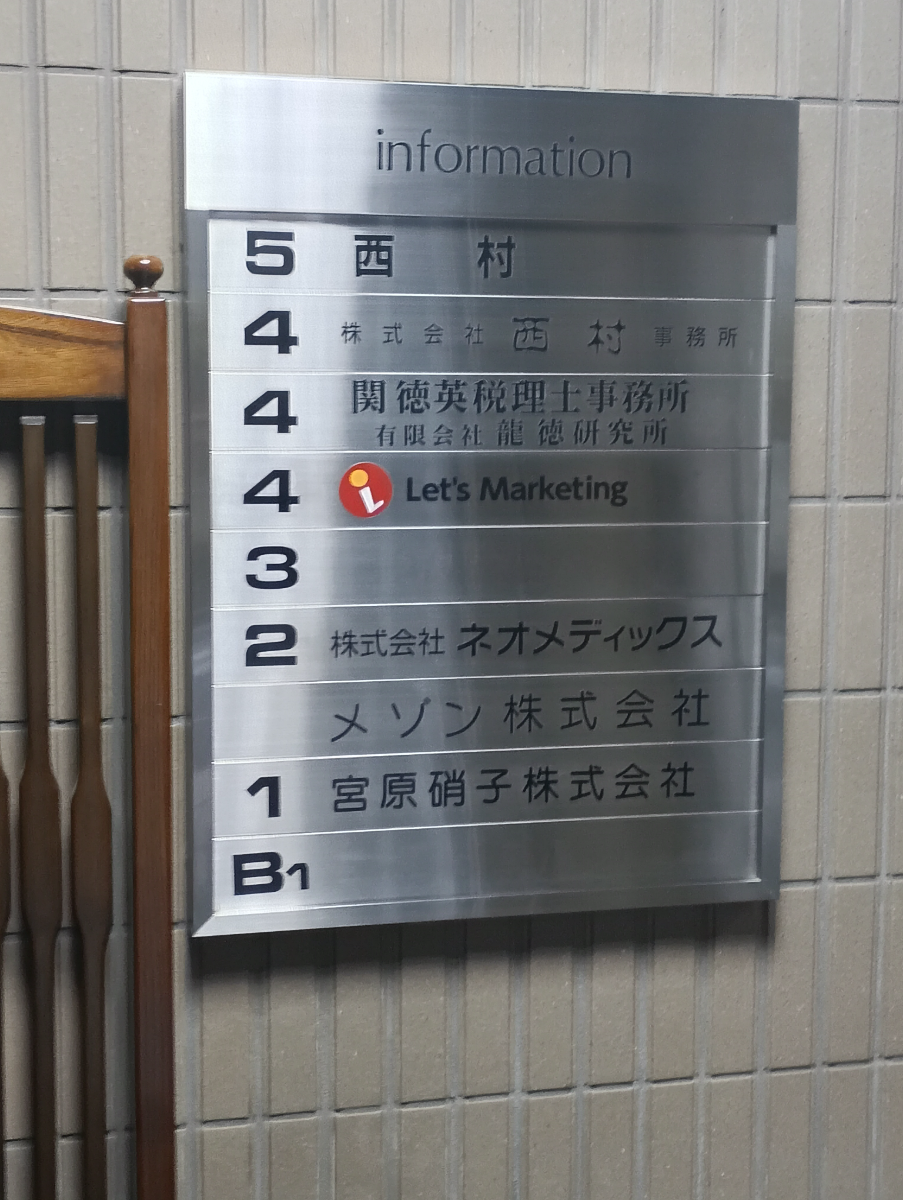 information
5 西村
4 株式会社 西村 事務所
4 関徳英税理士事務所
有限会社 龍徳研究所
4 Let's Marketing
3
2 株式会社 ネオメディックス
メゾン株式会社
1 宮原硝子株式会社
B1